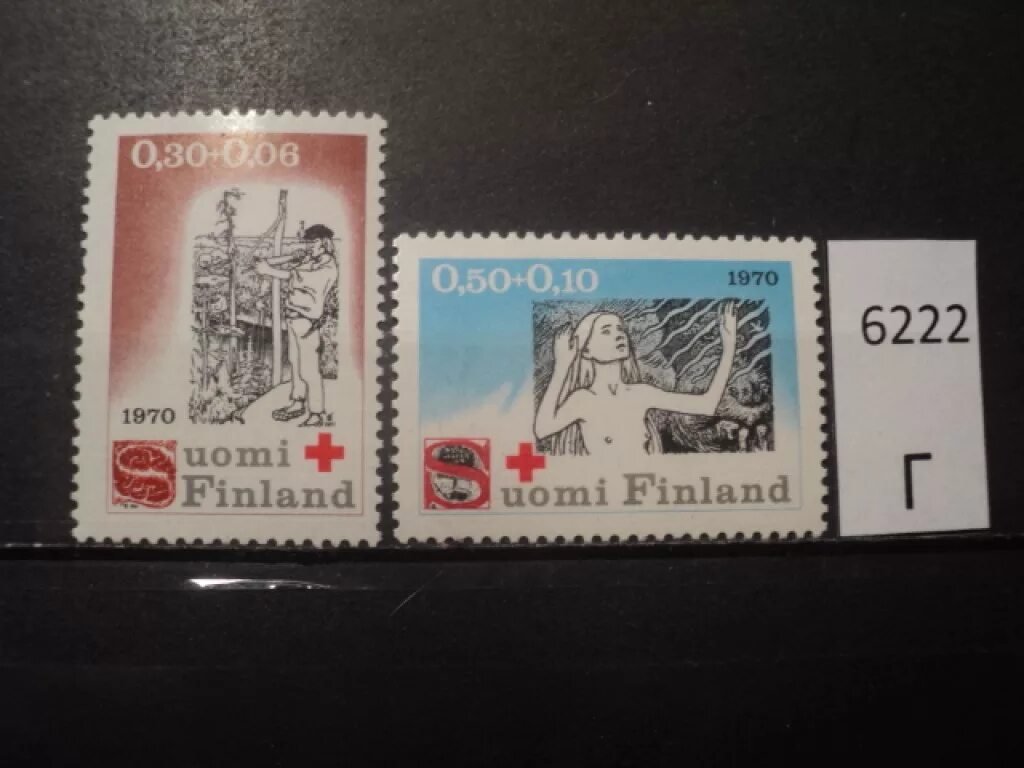 0,30+0,06
1970
Suomi
Finland
0,50+0,10 1970
Suomi Finland
6222
Г